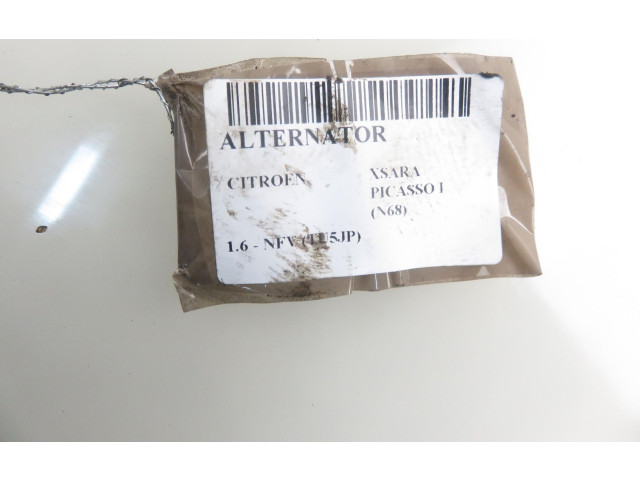 ALTERNATOR
CITROEN XSARA
PICASSO I
(N68)
1.6 - NFV (TU5JP)